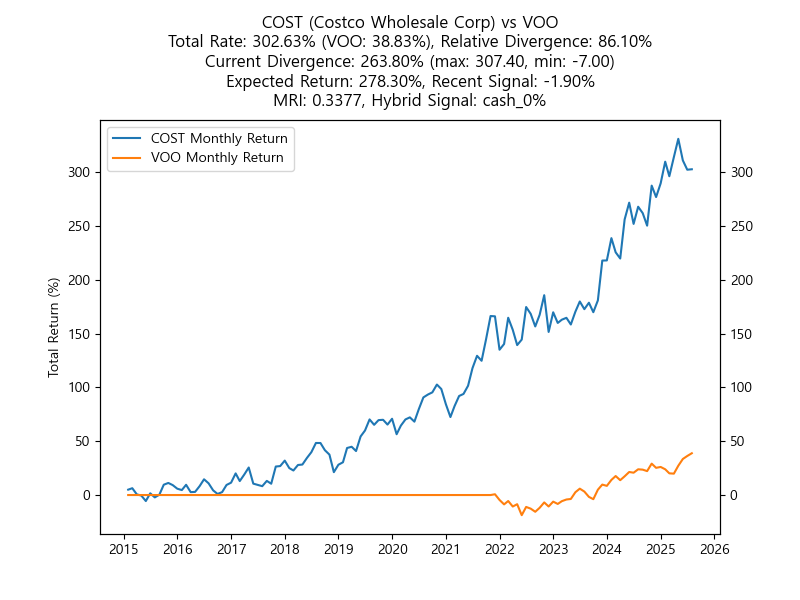 COST (Costco Wholesale Corp) vs VOO
Total Rate: 302.63% (VOO: 38.83%), Relative Divergence: 86.10%
Current Divergence: 263.80% (max: 307.40, min: -7.00)
Expected Return: 278.30%, Recent Signal: -1.90%
MRI: 0.3377, Hybrid Signal: cash_0%
COST Monthly Return
VOO Monthly Return
Total Return (%)
300
250
200
150
100
50
0
300
250
200
150
100
50
0
2015 2016 2017 2018 2019 2020 2021 2022 2023 2024 2025 2026